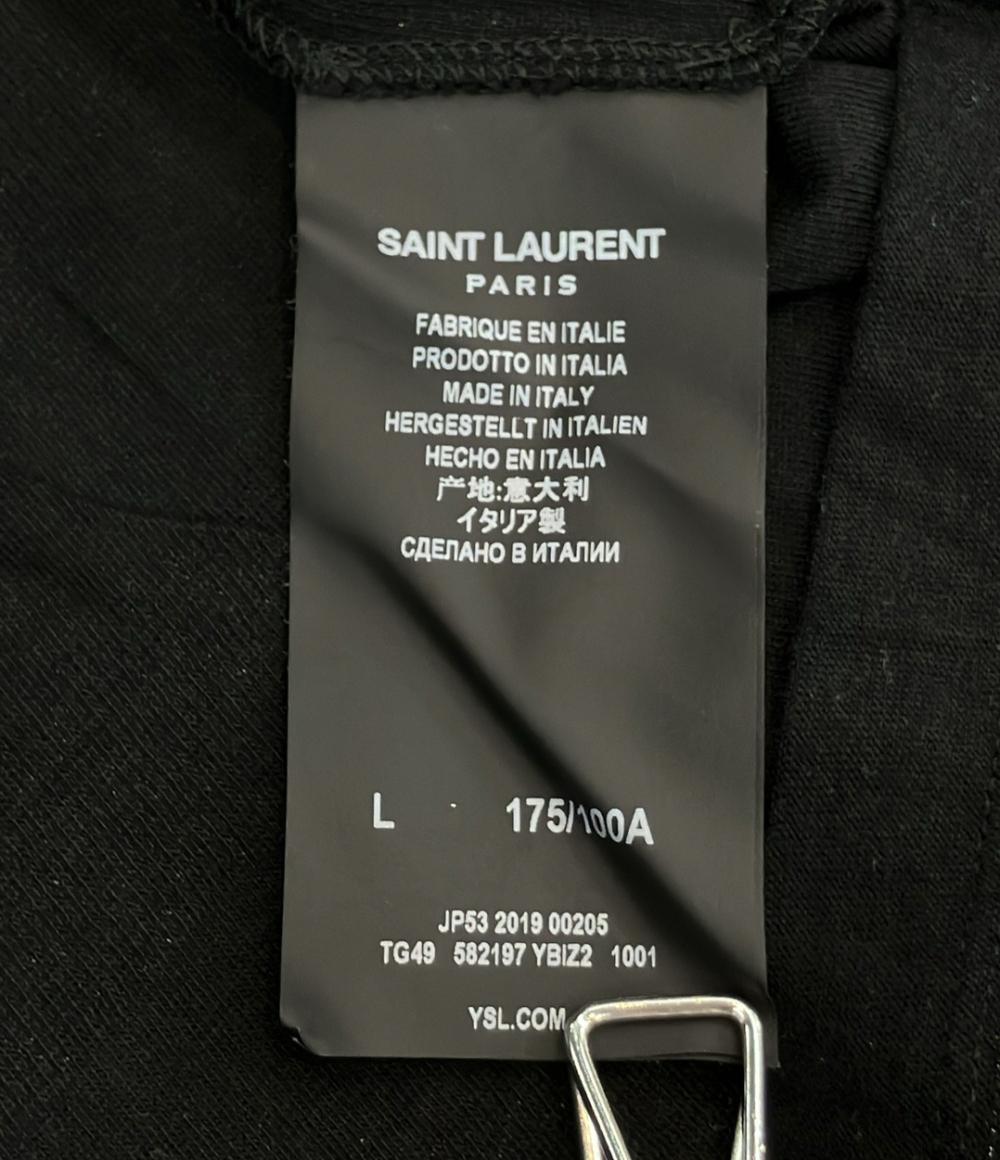 SAINT LAURENT
PARIS
FABRIQUE EN ITALIE
PRODOTTO IN ITALIA
MADE IN ITALY
HERGESTELLT IN ITALIEN
HECHO EN ITALIA
产地:意大利
イタリア製
СДЕЛАНО В ИТАЛИИ
L 175/100A
JP53 2019 00205
TG49 582197 YBIZ2 1001
YSL.COM